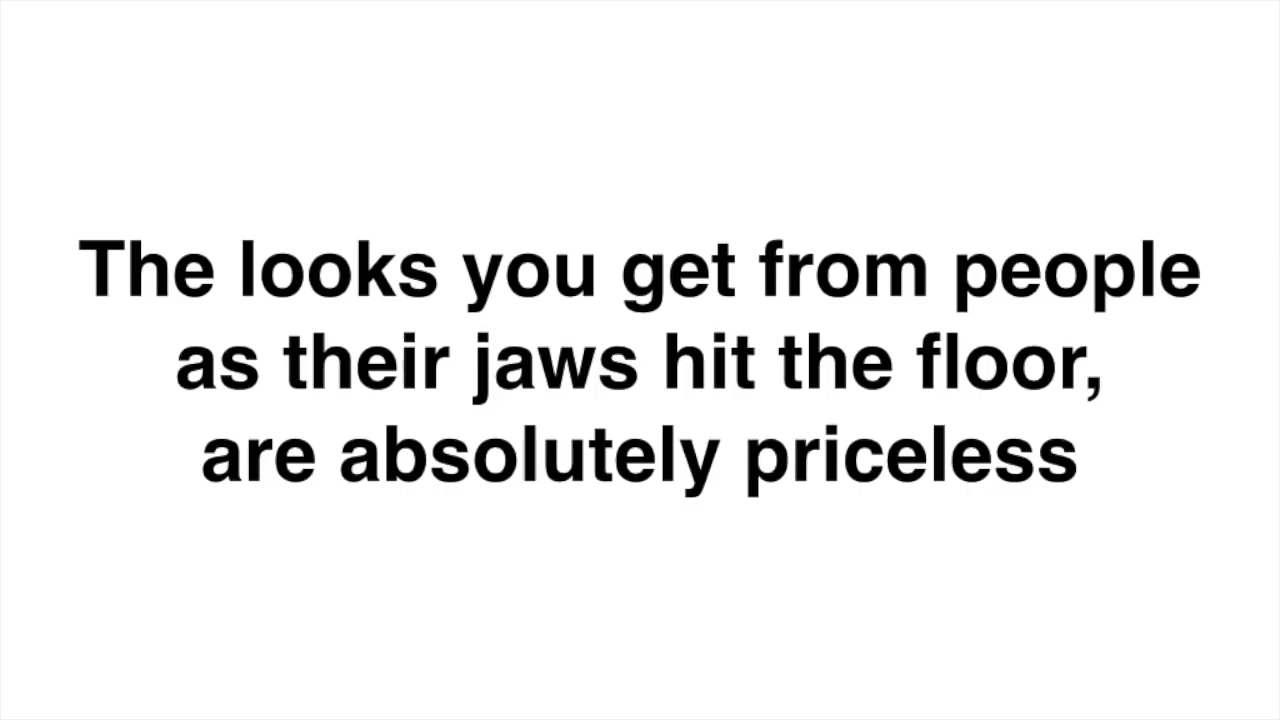 The looks you get from people
as their jaws hit the floor,
are absolutely priceless